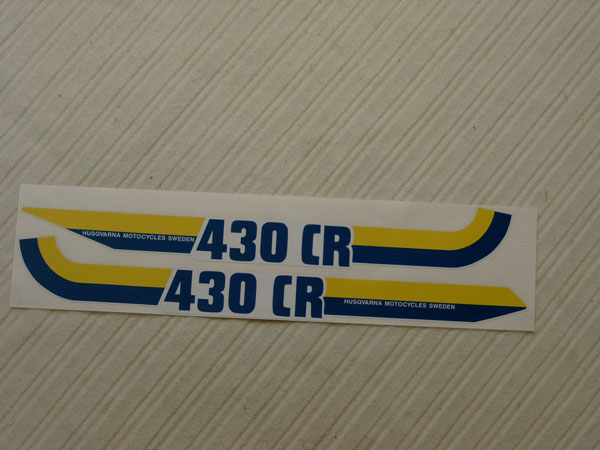 HUSQVARNA MOTOCYCLES SWEDEN 430 CR
430 CR HUSQVARNA MOTOCYCLES SWEDEN